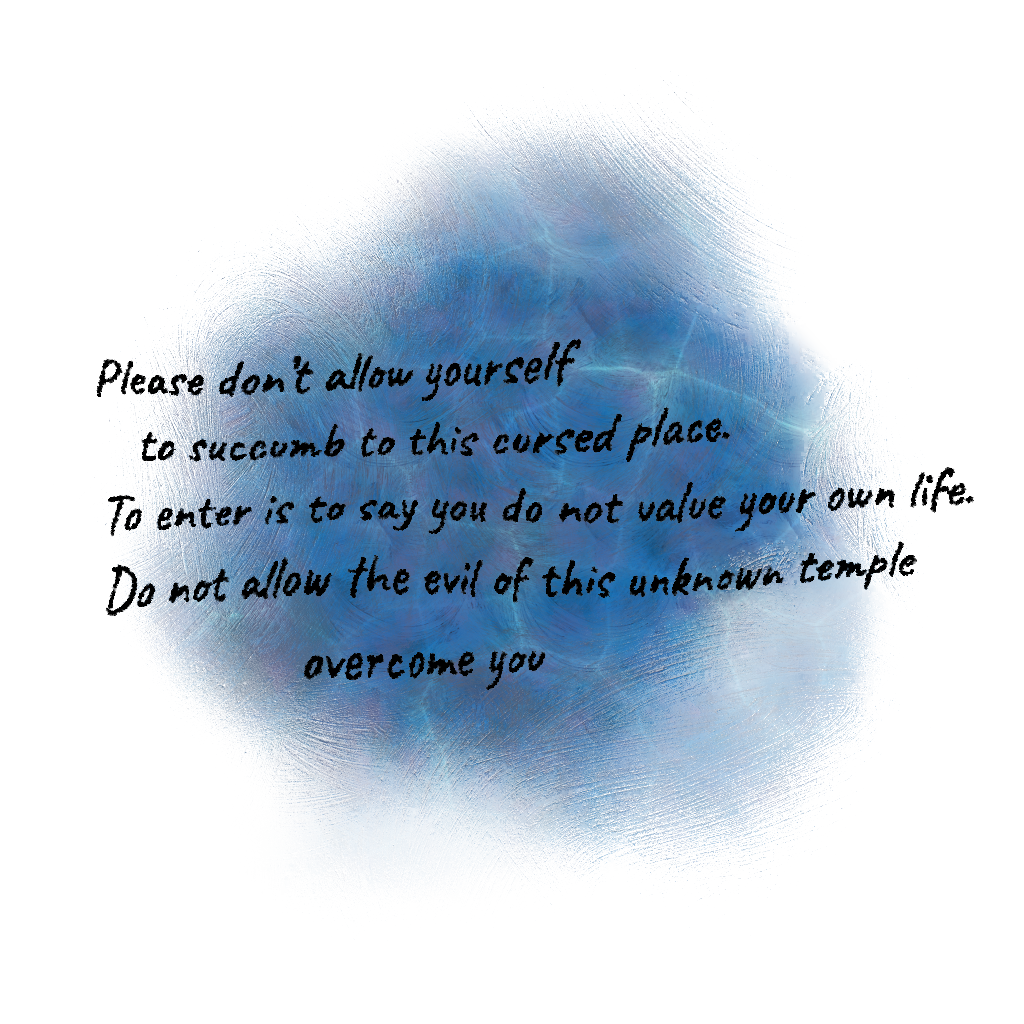 Please don't allow yourself
to succumb to this cursed place.
To enter is to say you do not value your own life.
Do not allow the evil of this unknown temple
overcome you